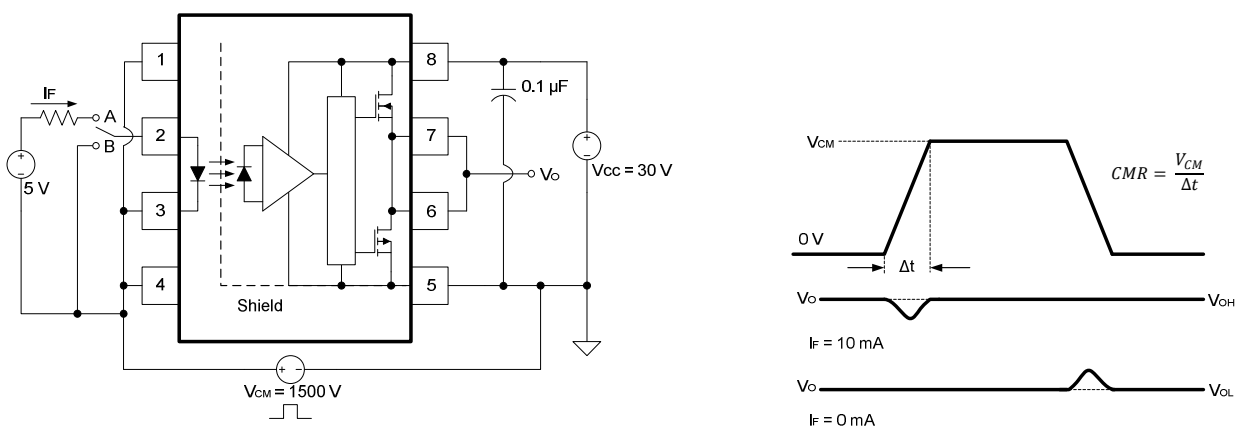 1
2
3
4
8
7
6
5
IF
A
B
5 V
Shield
0.1 µF
VCC = 30 V
VO
VCM = 1500 V
VCM
0 V
Δt
CMR = VCM / Δt
VO
VOH
IF = 10 mA
VO
VOL
IF = 0 mA